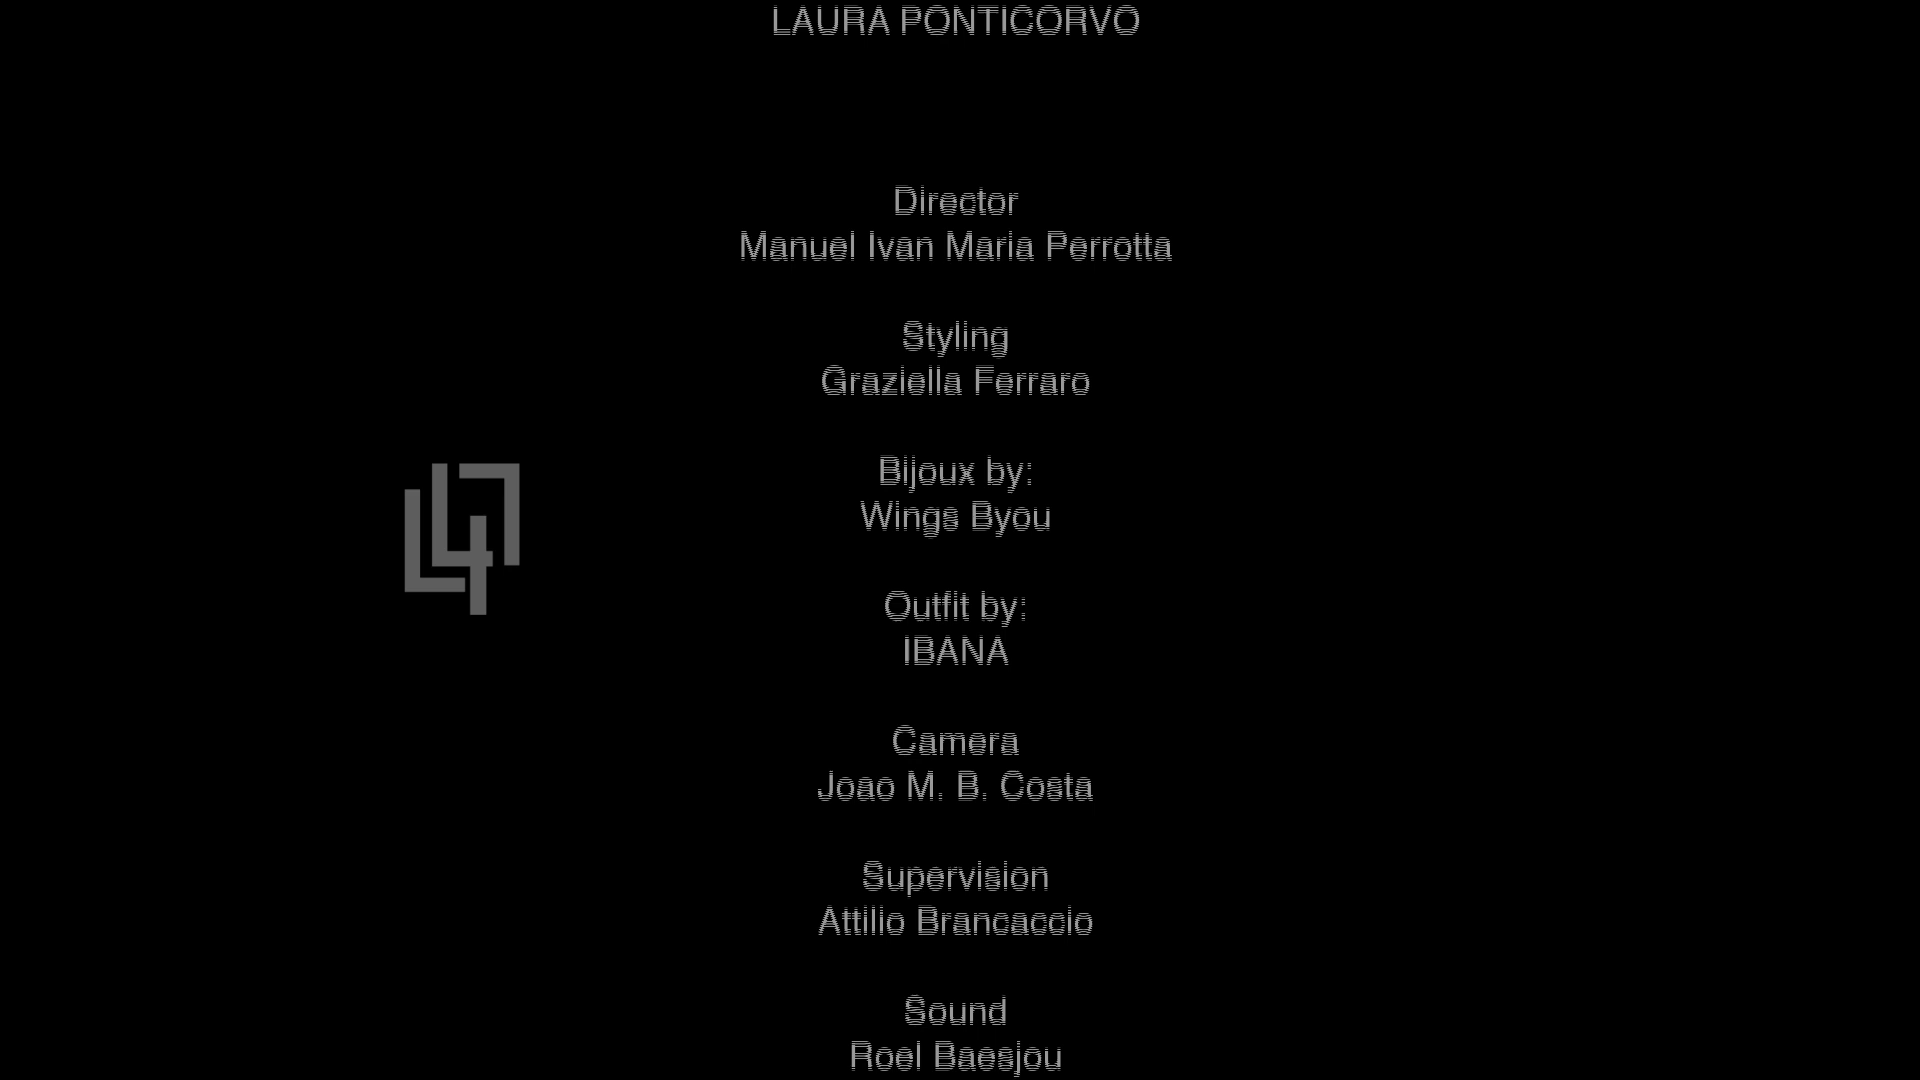 LAURA PONTICORVO
Director
Manuel Ivan Maria Perrotta
Styling
Graziella Ferraro
Bijoux by:
Wings Byou
Outfit by:
IBANA
Camera
Joao M. B. Costa
Supervision
Attilio Brancaccio
Sound
Roel Baesjou